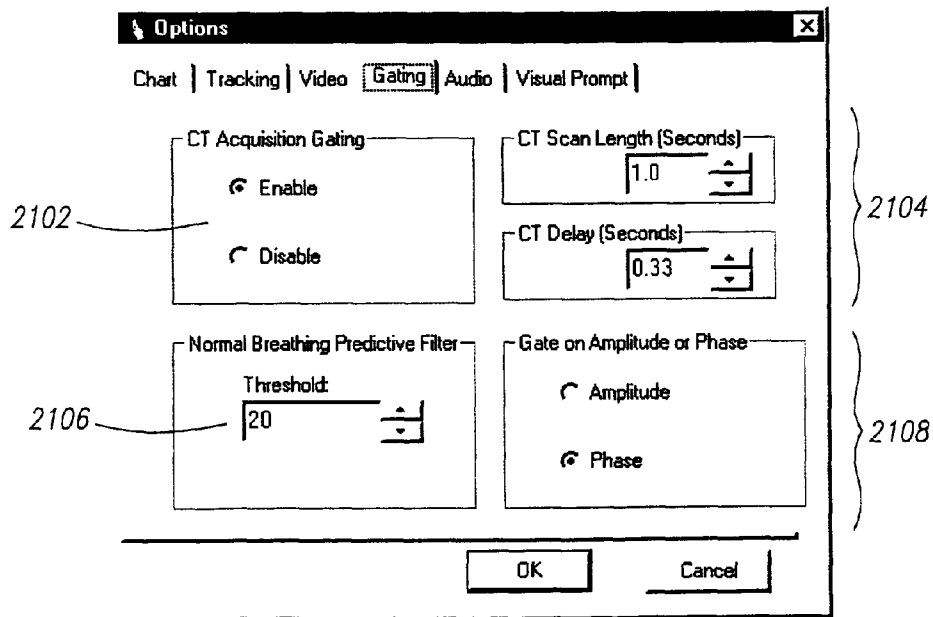 Options
Chart Tracking Video Gating Audio Visual Prompt
CT Acquisition Gating
Enable
Disable
2102
CT Scan Length (Seconds)
1.0
CT Delay (Seconds)
0.33
2104
Normal Breathing Predictive Filter
Threshold:
20
2106
Gate on Amplitude or Phase
Amplitude
Phase
2108
OK Cancel